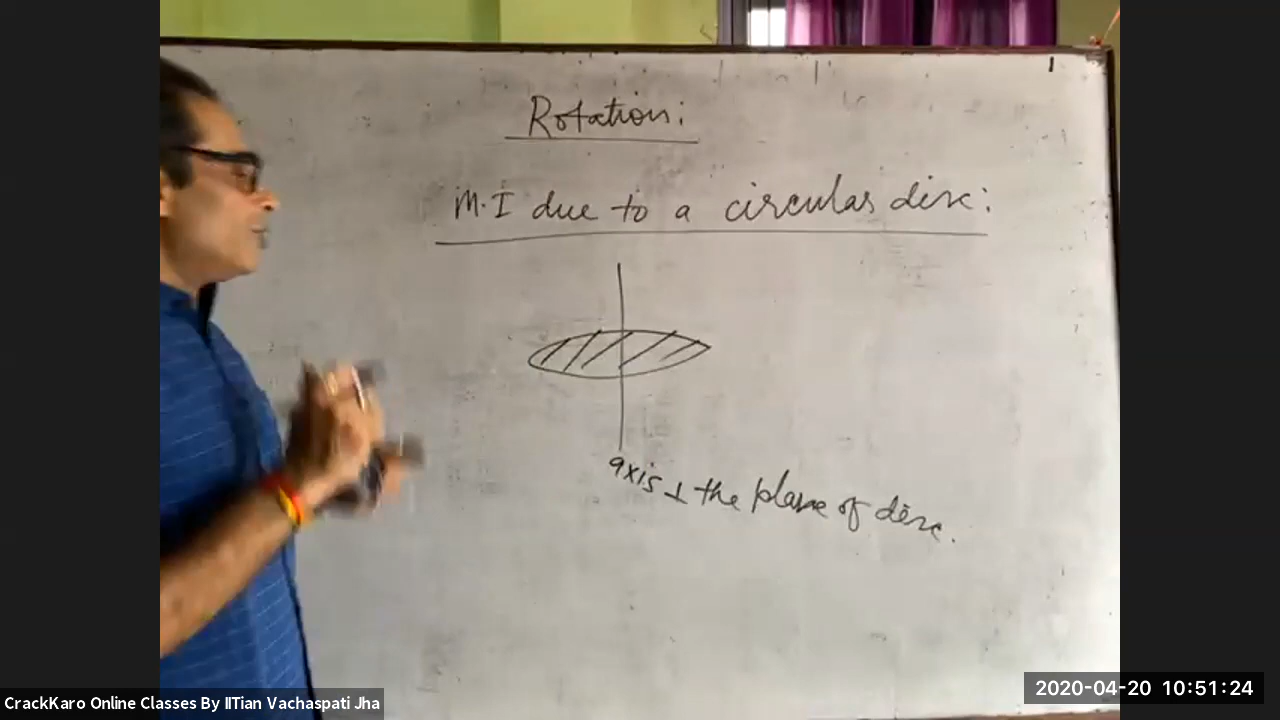 Rotation:
M.I due to a circular disc:
axis ⊥ the plane of disc.
CrackKaro Online Classes By IITian Vachaspati Jha
2020-04-20 10:51:24